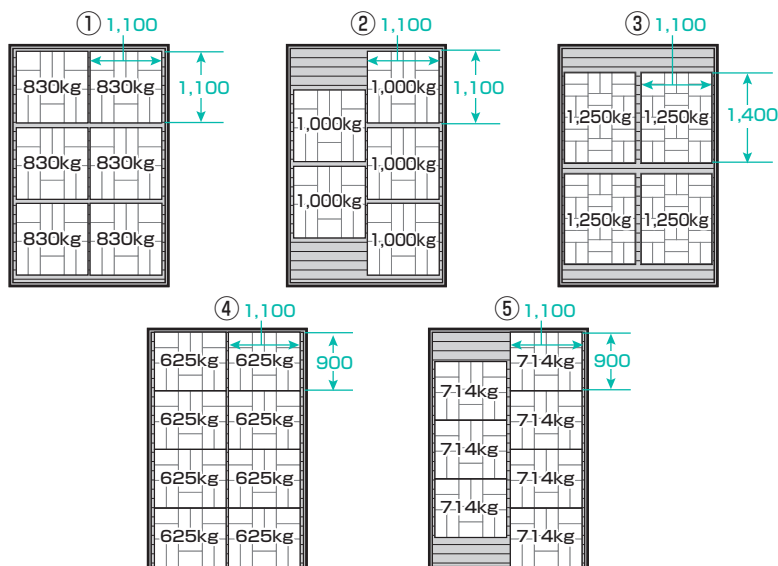 ① 1,100
830kg 830kg
1,100
830kg 830kg
830kg 830kg
② 1,100
1,000kg
1,100
1,000kg
1,000kg
1,000kg
1,000kg
③ 1,100
1,250kg 1,250kg
1,400
1,250kg 1,250kg
④ 1,100
625kg 625kg
900
625kg 625kg
625kg 625kg
625kg 625kg
⑤ 1,100
714kg
900
714kg
714kg
714kg
714kg
714kg
714kg